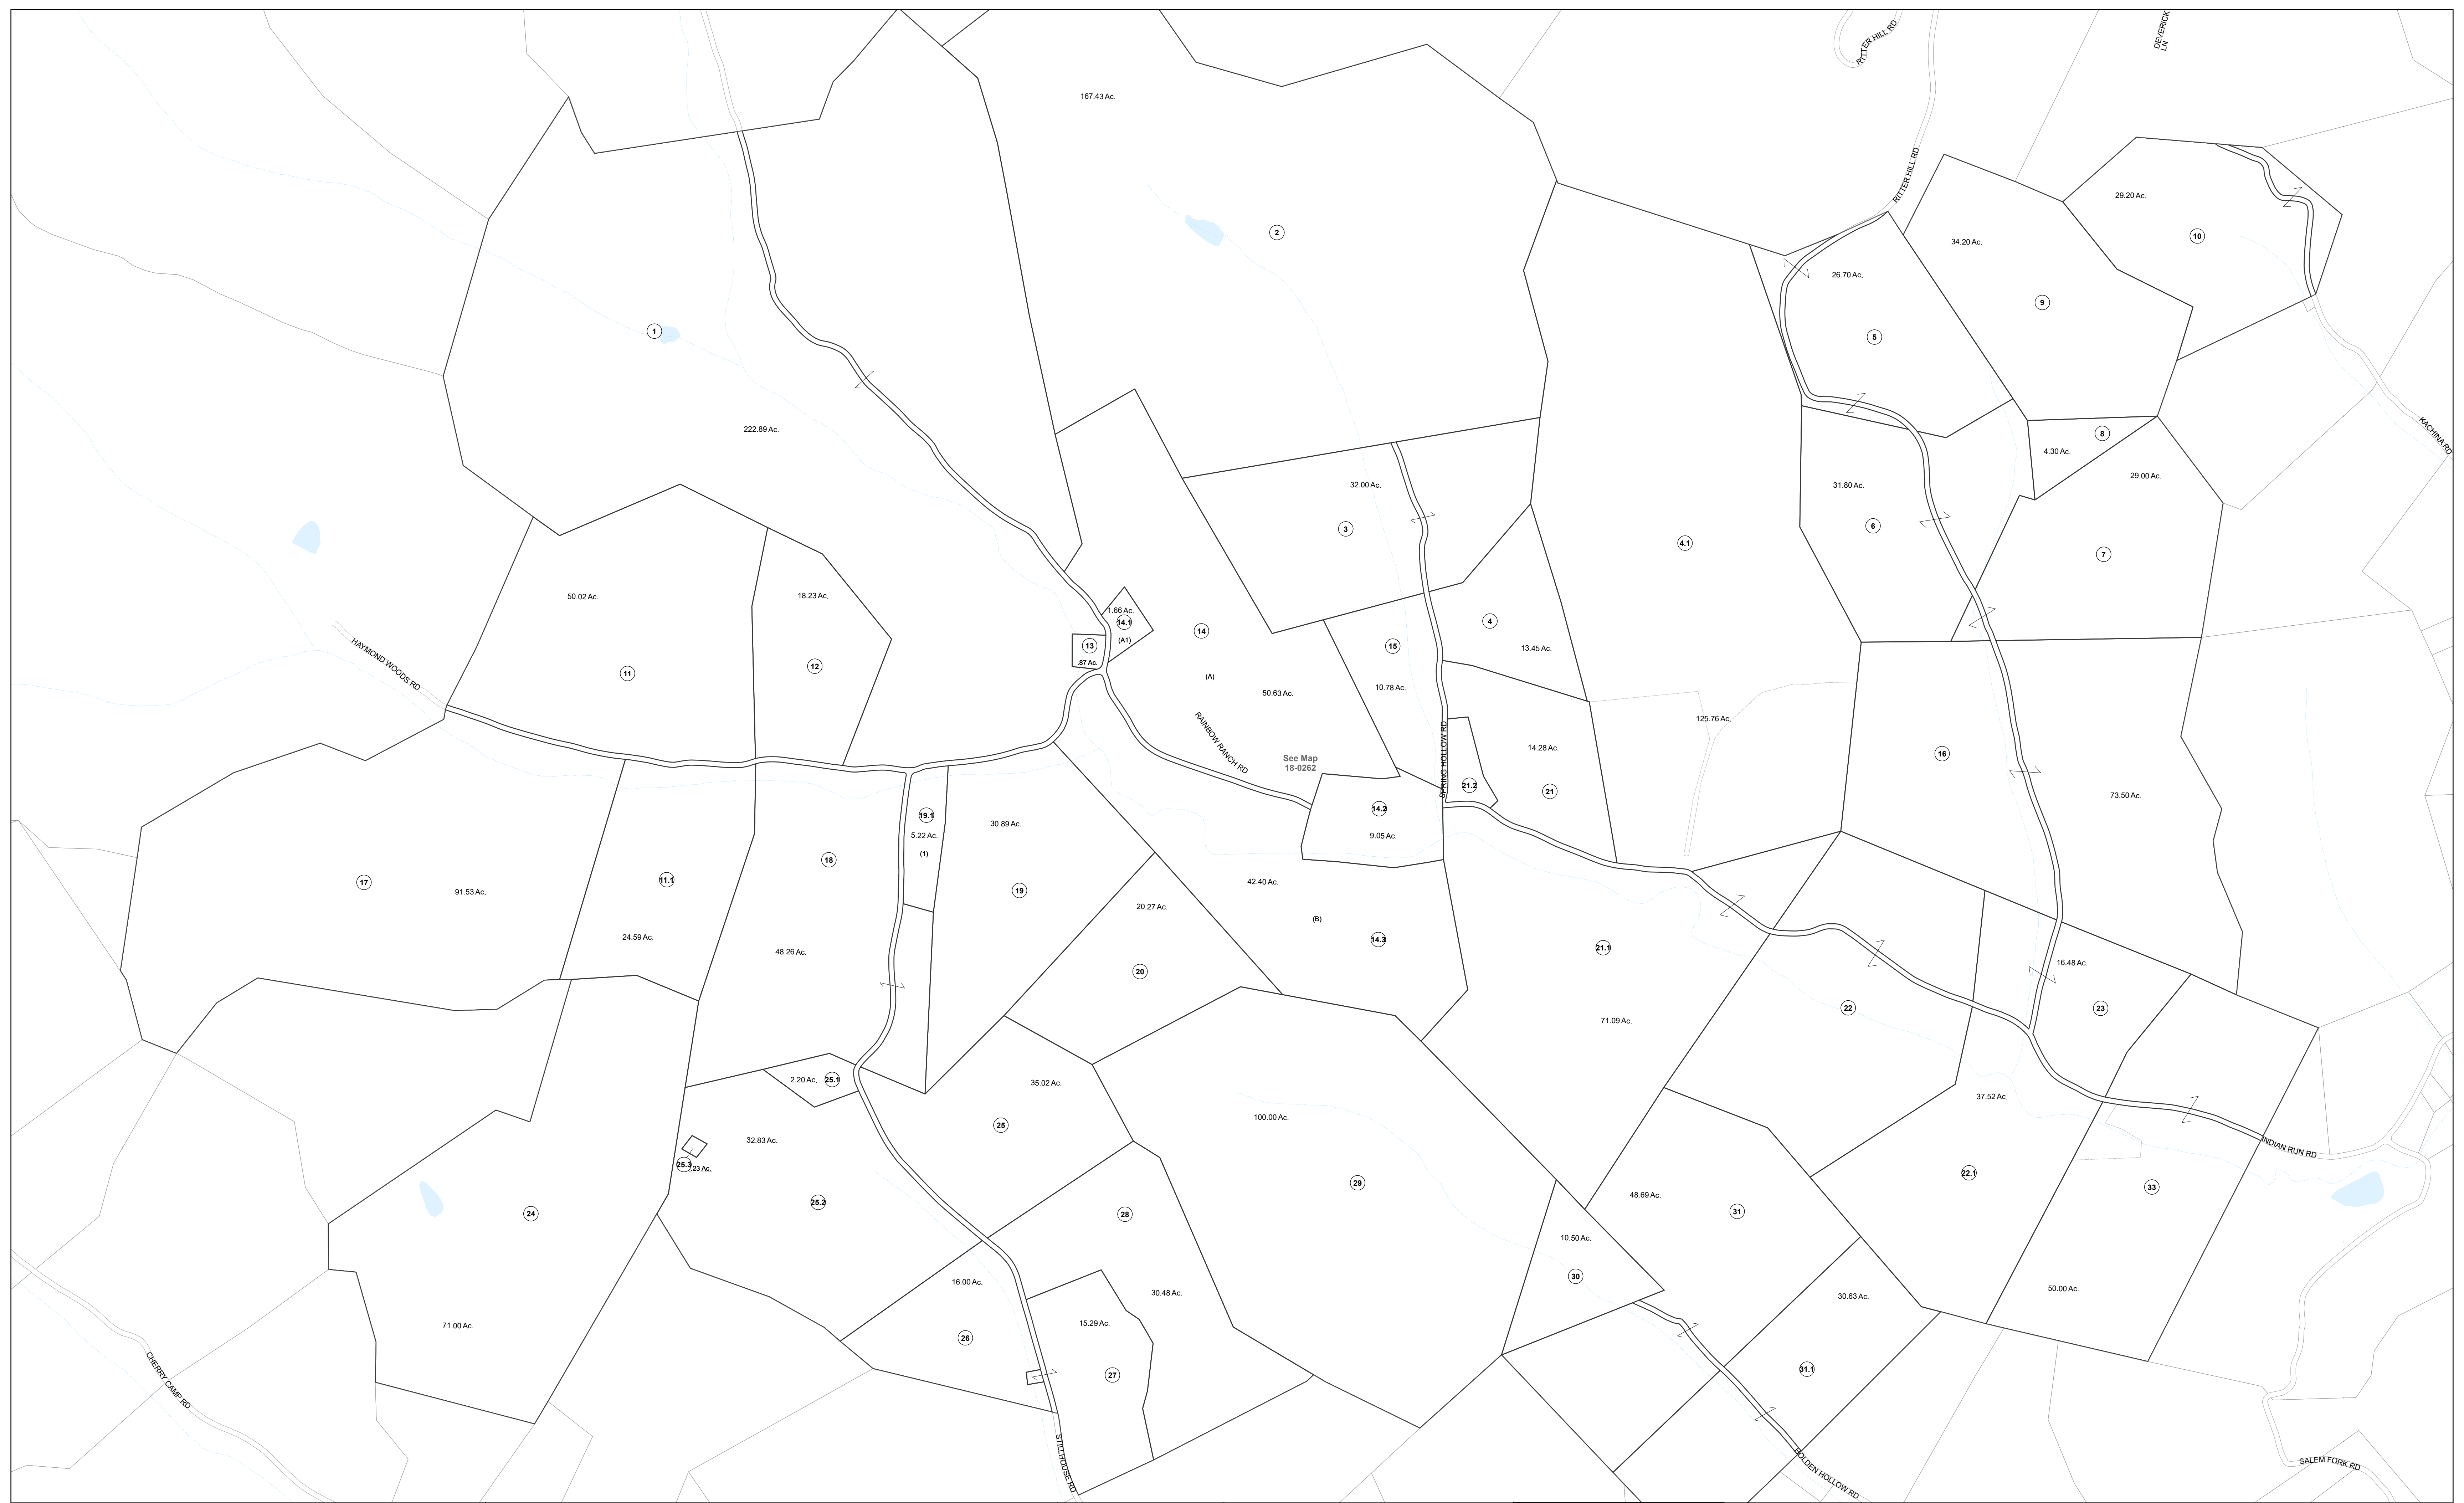 RITTER HILL RD
DEVERICK
LN
167.43 Ac.
RITTER HILL RD
29.20 Ac.
2
10
34.20 Ac.
26.70 Ac.
9
1
5
222.89 Ac.
KACHINA RD
8
4.30 Ac.
29.00 Ac.
32.00 Ac.
31.80 Ac.
3
6
4.1
7
50.02 Ac.
18.23 Ac.
1.66 Ac.
14.1
(A1)
14
4
13
.87 Ac.
15
13.45 Ac.
HAYMOND WOODS RD
11
12
(A)
50.63 Ac.
10.78 Ac.
125.76 Ac.
RAINBOW RANCH RD
SPRING HOLLOW RD
14.28 Ac.
16
See Map
18-0262
21.2
21
73.50 Ac.
14.2
9.05 Ac.
19.1
5.22 Ac.
(1)
30.89 Ac.
18
17
91.53 Ac.
11.1
19
42.40 Ac.
20.27 Ac.
(B)
14.3
24.59 Ac.
48.26 Ac.
21.1
20
16.48 Ac.
22
23
71.09 Ac.
2.20 Ac.
25.1
35.02 Ac.
37.52 Ac.
25
100.00 Ac.
32.83 Ac.
INDIAN RUN RD
25.3
.23 Ac.
22.1
29
33
48.69 Ac.
25.2
24
28
31
10.50 Ac.
30
16.00 Ac.
30.48 Ac.
50.00 Ac.
30.63 Ac.
71.00 Ac.
15.29 Ac.
26
27
31.1
CHERRY CAMP RD
STILLHOUSE RD
BOLDEN HOLLOW RD
SALEM FORK RD